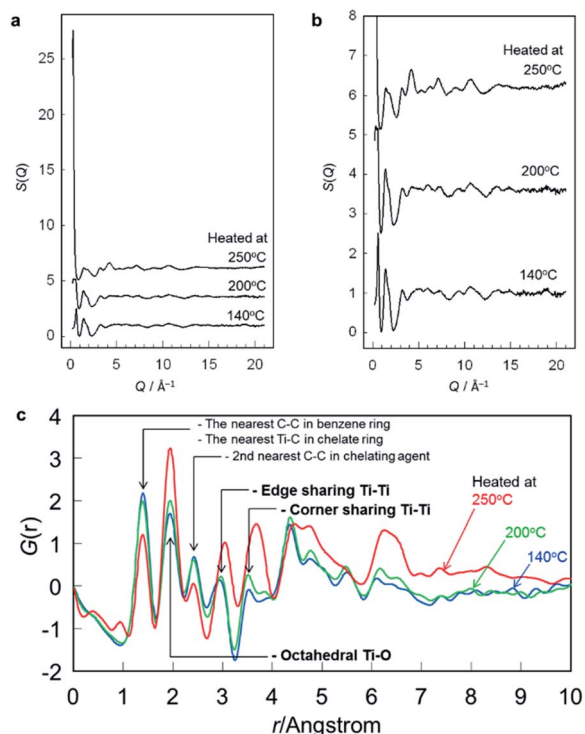 a
25
20
15
10
5
0
S(Q)
Heated at
250°C
200°C
140°C
0 5 10 15 20
Q / Å⁻¹
b
8
7
6
5
4
3
2
1
0
S(Q)
Heated at
250°C
200°C
140°C
0 5 10 15 20
Q / Å⁻¹
c
4
3
2
1
0
-1
-2
G(r)
- The nearest C-C in benzene ring
- The nearest Ti-C in chelate ring
- 2nd nearest C-C in chelating agent
- Edge sharing Ti-Ti
- Corner sharing Ti-Ti
Heated at
250°C
200°C
140°C
- Octahedral Ti-O
0 1 2 3 4 5 6 7 8 9 10
r/Angstrom